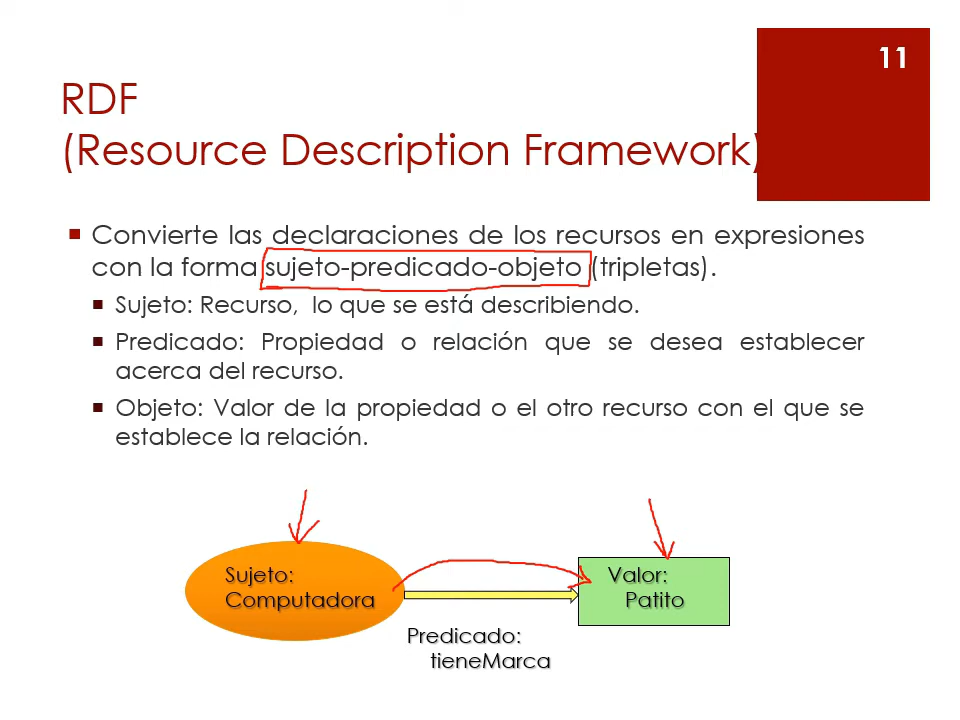 11
RDF
(Resource Description Framework)
Convierte las declaraciones de los recursos en expresiones
con la forma sujeto-predicado-objeto (tripletas).
Sujeto: Recurso, lo que se está describiendo.
Predicado: Propiedad o relación que se desea establecer
acerca del recurso.
Objeto: Valor de la propiedad o el otro recurso con el que se
establece la relación.
Sujeto:
Computadora
Valor:
Patito
Predicado:
tieneMarca